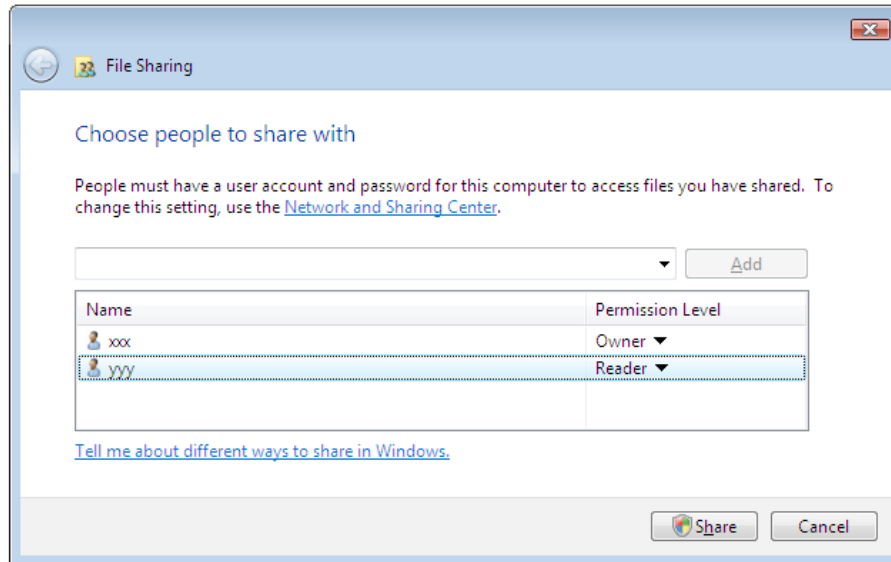 File Sharing
Choose people to share with
People must have a user account and password for this computer to access files you have shared.  To
change this setting, use the Network and Sharing Center.
Add
Name Permission Level
xxx Owner
yyy Reader
Tell me about different ways to share in Windows.
Share Cancel